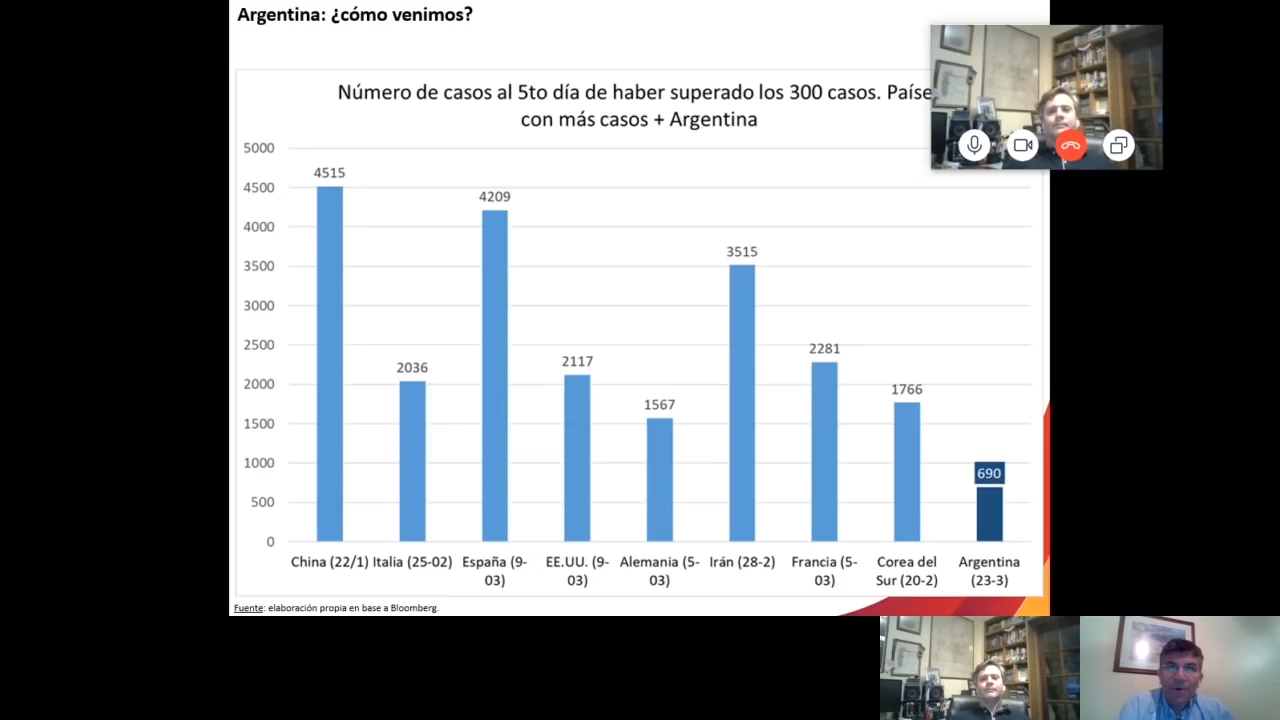 Argentina: ¿cómo venimos?
Número de casos al 5to día de haber superado los 300 casos. Paíse
con más casos + Argentina
5000
4500
4000
3500
3000
2500
2000
1500
1000
500
0
4515
2036
4209
2117
1567
3515
2281
1766
690
China (22/1)
Italia (25-02)
España (9-
03)
EE.UU. (9-
03)
Alemania (5-
03)
Irán (28-2)
Francia (5-
03)
Corea del
Sur (20-2)
Argentina
(23-3)
Fuente: elaboración propia en base a Bloomberg.